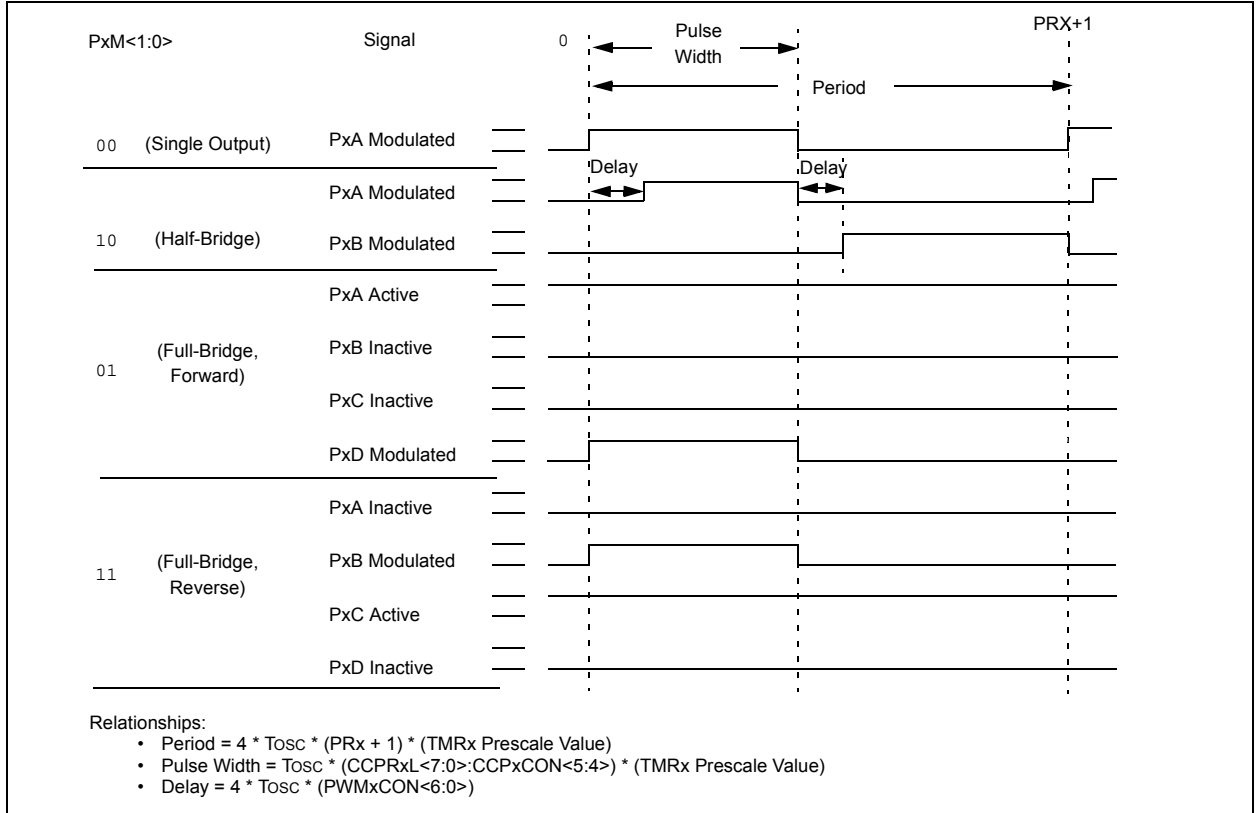 PxM<1:0>
Signal
0
Pulse
Width
PRX+1
Period
00
(Single Output)
PxA Modulated
Delay
Delay
PxA Modulated
10
(Half-Bridge)
PxB Modulated
PxA Active
01
(Full-Bridge,
Forward)
PxB Inactive
PxC Inactive
PxD Modulated
PxA Inactive
11
(Full-Bridge,
Reverse)
PxB Modulated
PxC Active
PxD Inactive
Relationships:
• Period = 4 * TOSC * (PRx + 1) * (TMRx Prescale Value)
• Pulse Width = TOSC * (CCPRxL<7:0>:CCPxCON<5:4>) * (TMRx Prescale Value)
• Delay = 4 * TOSC * (PWMxCON<6:0>)